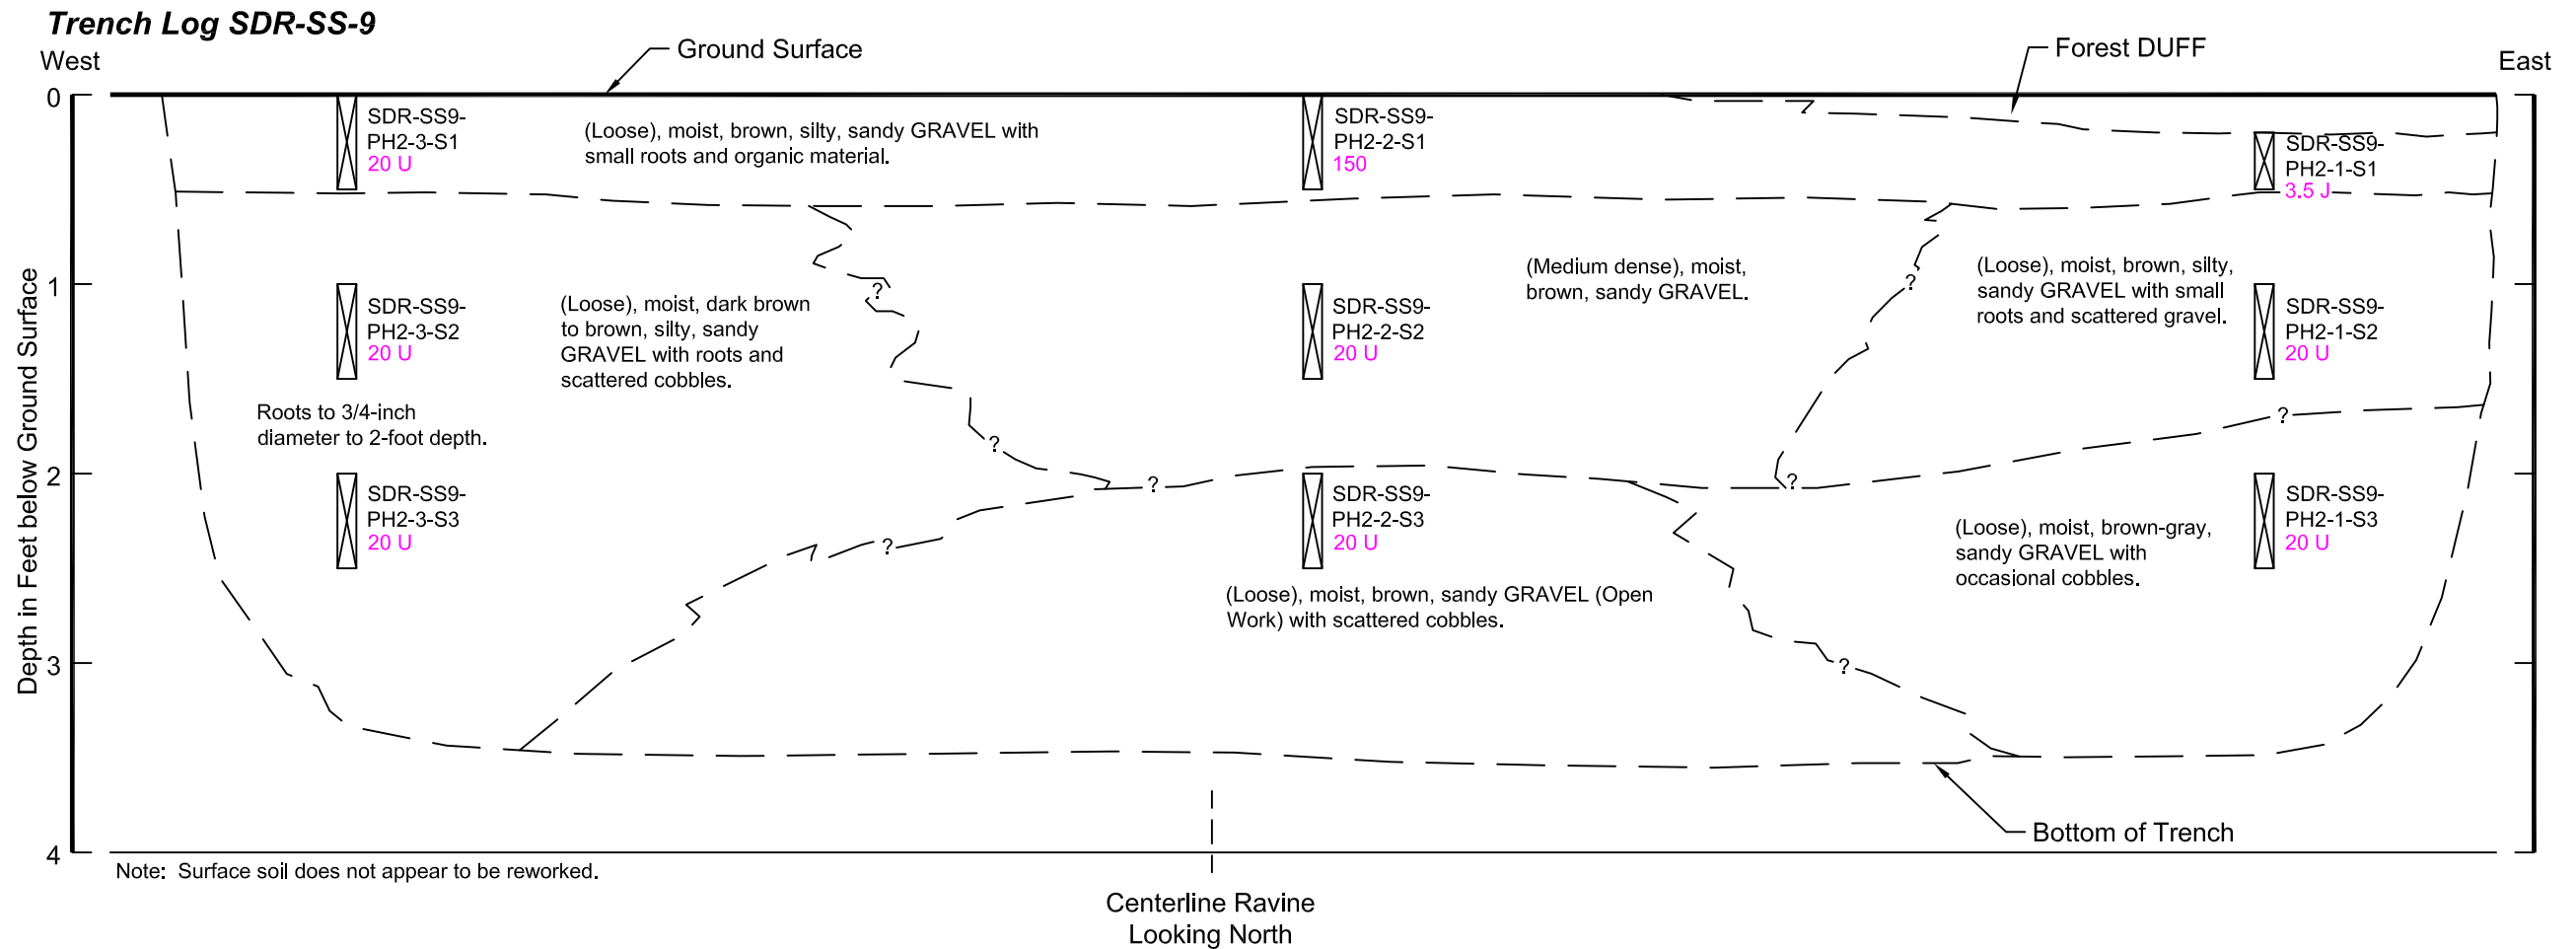 Trench Log SDR-SS-9
West
Ground Surface
Forest DUFF
East
0
1
2
3
4
Depth in Feet below Ground Surface
SDR-SS9-
PH2-3-S1
20 U
(Loose), moist, brown, silty, sandy GRAVEL with
small roots and organic material.
SDR-SS9-
PH2-2-S1
150
SDR-SS9-
PH2-1-S1
3.5 J
SDR-SS9-
PH2-3-S2
20 U
(Loose), moist, dark brown
to brown, silty, sandy
GRAVEL with roots and
scattered cobbles.
?
SDR-SS9-
PH2-2-S2
20 U
(Medium dense), moist,
brown, sandy GRAVEL.
?
(Loose), moist, brown, silty,
sandy GRAVEL with small
roots and scattered gravel.
SDR-SS9-
PH2-1-S2
20 U
Roots to 3/4-inch
diameter to 2-foot depth.
?
?
?
?
SDR-SS9-
PH2-3-S3
20 U
?
SDR-SS9-
PH2-2-S3
20 U
(Loose), moist, brown, sandy GRAVEL (Open
Work) with scattered cobbles.
(Loose), moist, brown-gray,
sandy GRAVEL with
occasional cobbles.
SDR-SS9-
PH2-1-S3
20 U
?
Bottom of Trench
Note: Surface soil does not appear to be reworked.
Centerline Ravine
Looking North